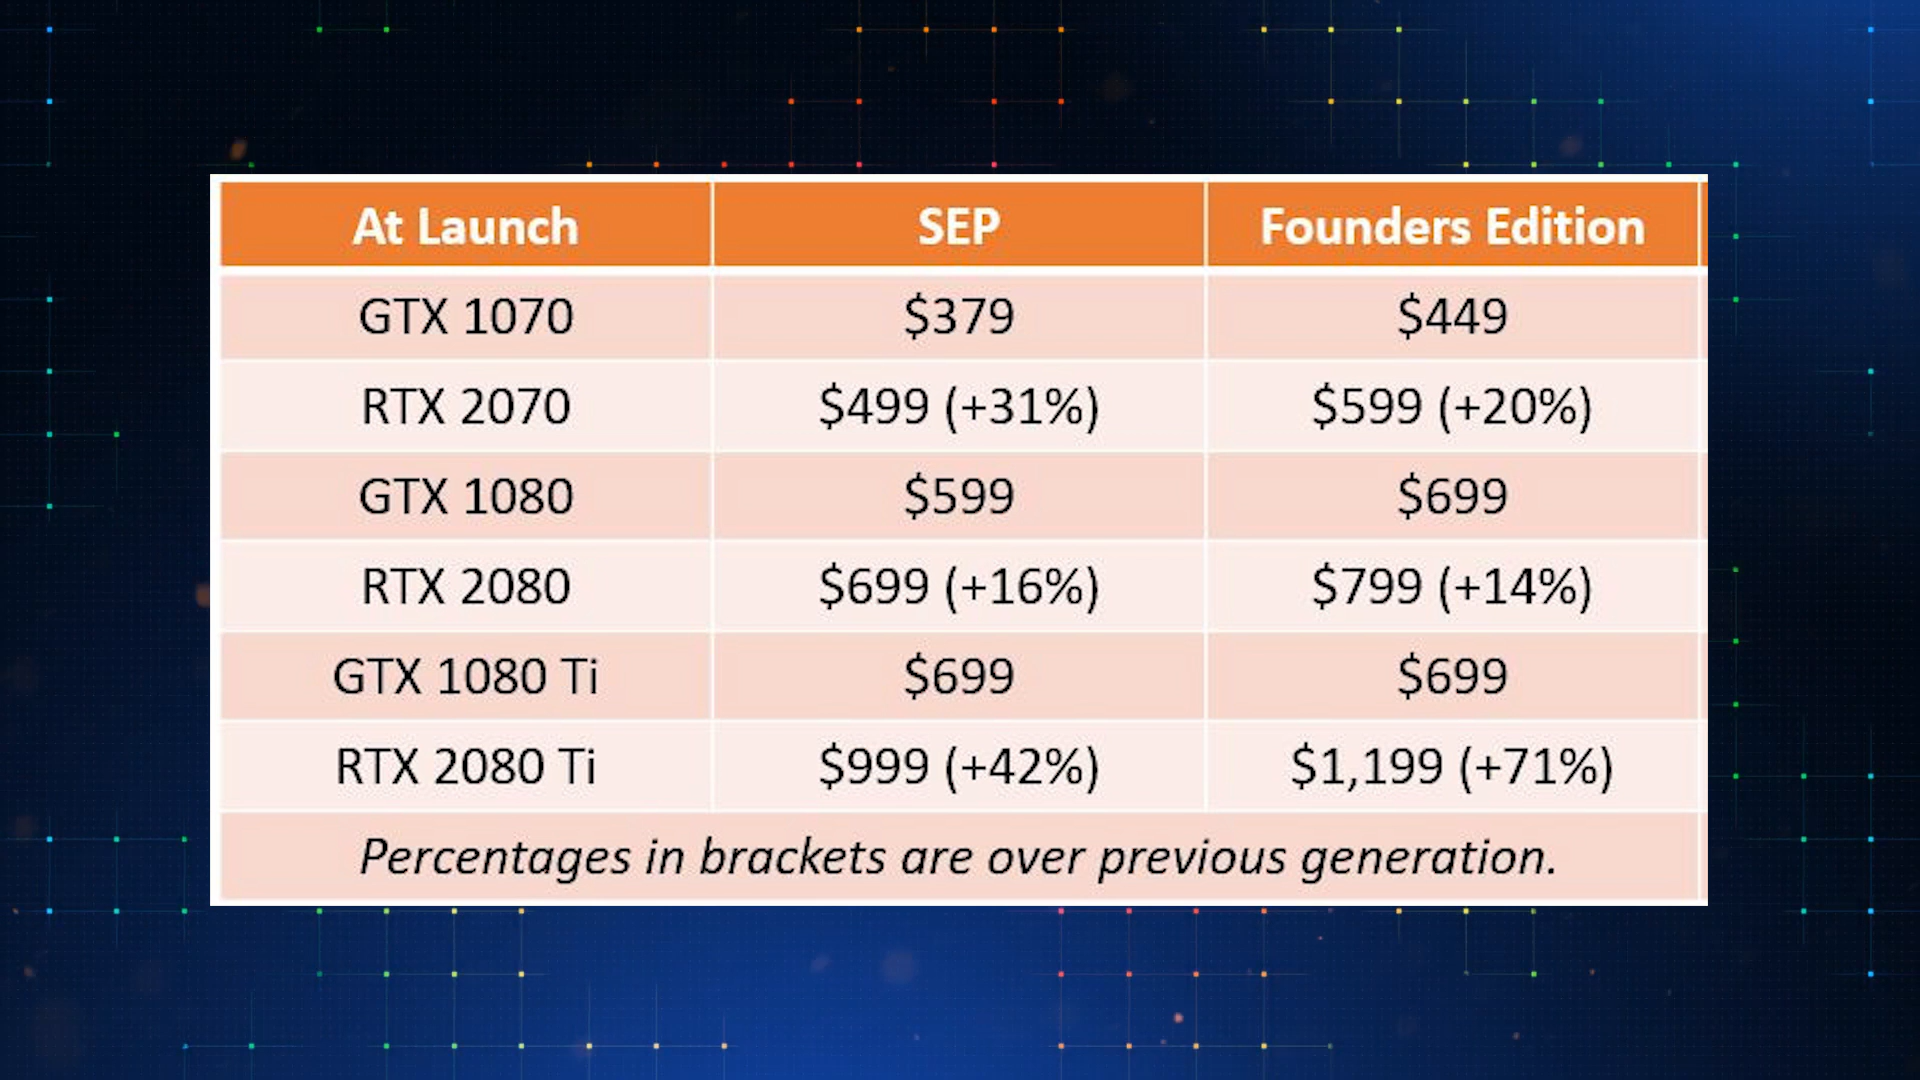 At Launch SEP Founders Edition
GTX 1070 $379 $449
RTX 2070 $499 (+31%) $599 (+20%)
GTX 1080 $599 $699
RTX 2080 $699 (+16%) $799 (+14%)
GTX 1080 Ti $699 $699
RTX 2080 Ti $999 (+42%) $1,199 (+71%)
Percentages in brackets are over previous generation.